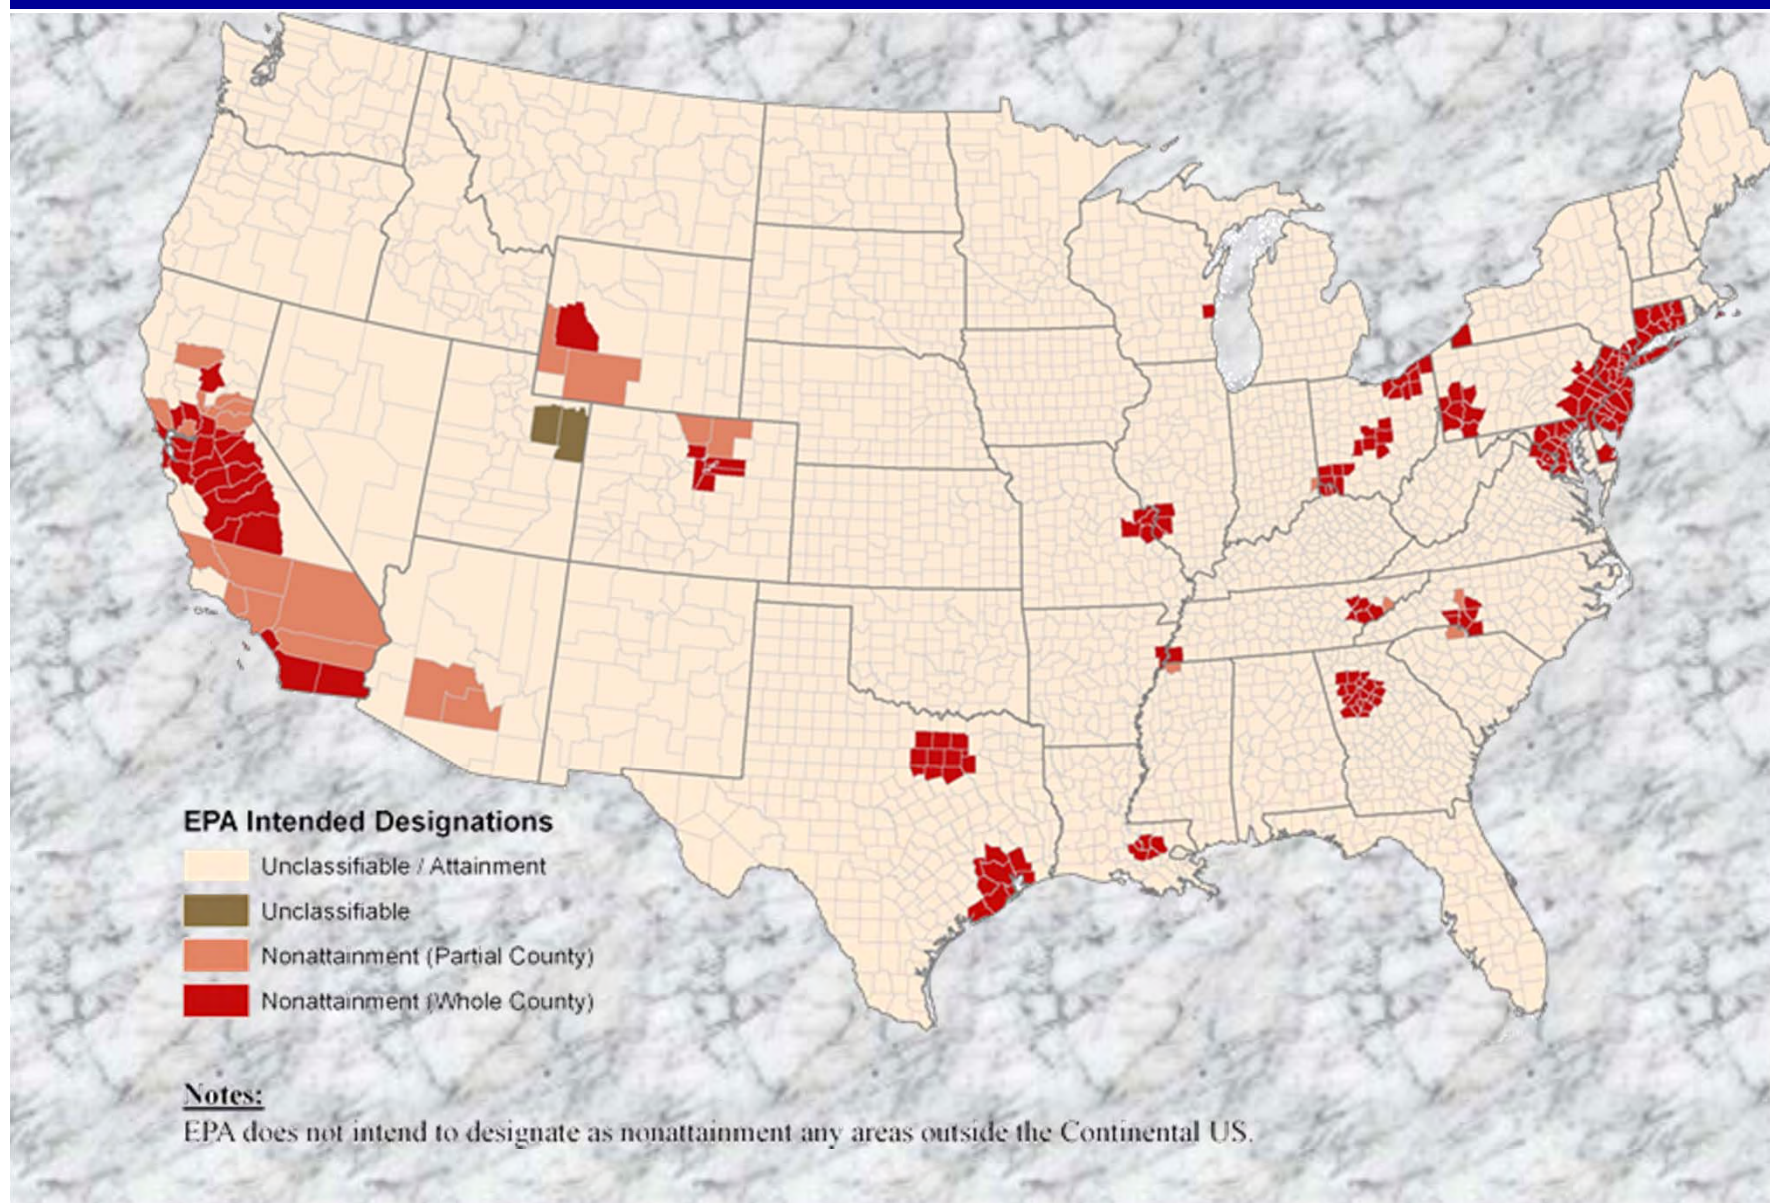 EPA Intended Designations
Unclassifiable / Attainment
Unclassifiable
Nonattainment (Partial County)
Nonattainment (Whole County)
Notes:
EPA does not intend to designate as nonattainment any areas outside the Continental US.